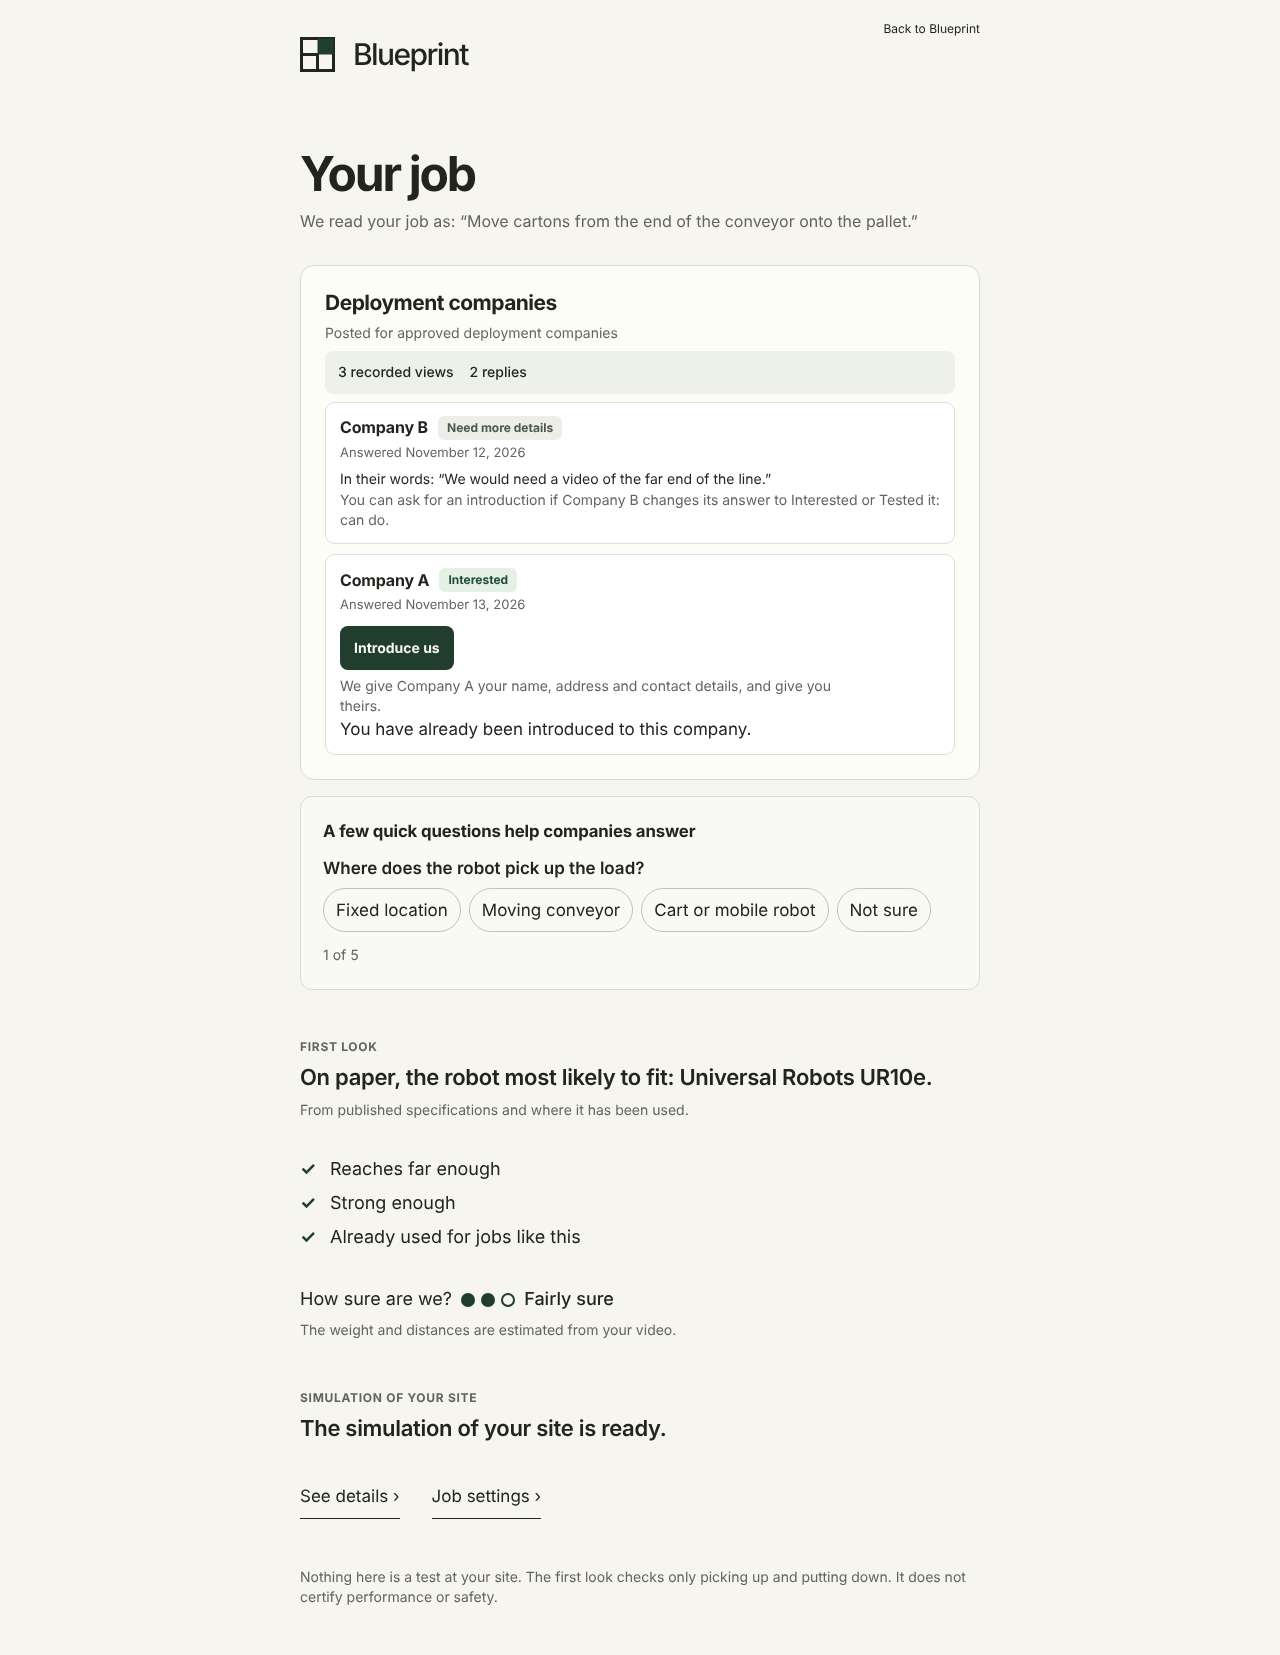 Back to Blueprint
Blueprint
Your job
We read your job as: “Move cartons from the end of the conveyor onto the pallet.”
Deployment companies
Posted for approved deployment companies
3 recorded views 2 replies
Company B Need more details
Answered November 12, 2026
In their words: “We would need a video of the far end of the line.”
You can ask for an introduction if Company B changes its answer to Interested or Tested it:
can do.
Company A Interested
Answered November 13, 2026
Introduce us
We give Company A your name, address and contact details, and give you
theirs.
You have already been introduced to this company.
A few quick questions help companies answer
Where does the robot pick up the load?
Fixed location Moving conveyor Cart or mobile robot Not sure
1 of 5
FIRST LOOK
On paper, the robot most likely to fit: Universal Robots UR10e.
From published specifications and where it has been used.
✓ Reaches far enough
✓ Strong enough
✓ Already used for jobs like this
How sure are we? Fairly sure
The weight and distances are estimated from your video.
SIMULATION OF YOUR SITE
The simulation of your site is ready.
See details › Job settings ›
Nothing here is a test at your site. The first look checks only picking up and putting down. It does not
certify performance or safety.